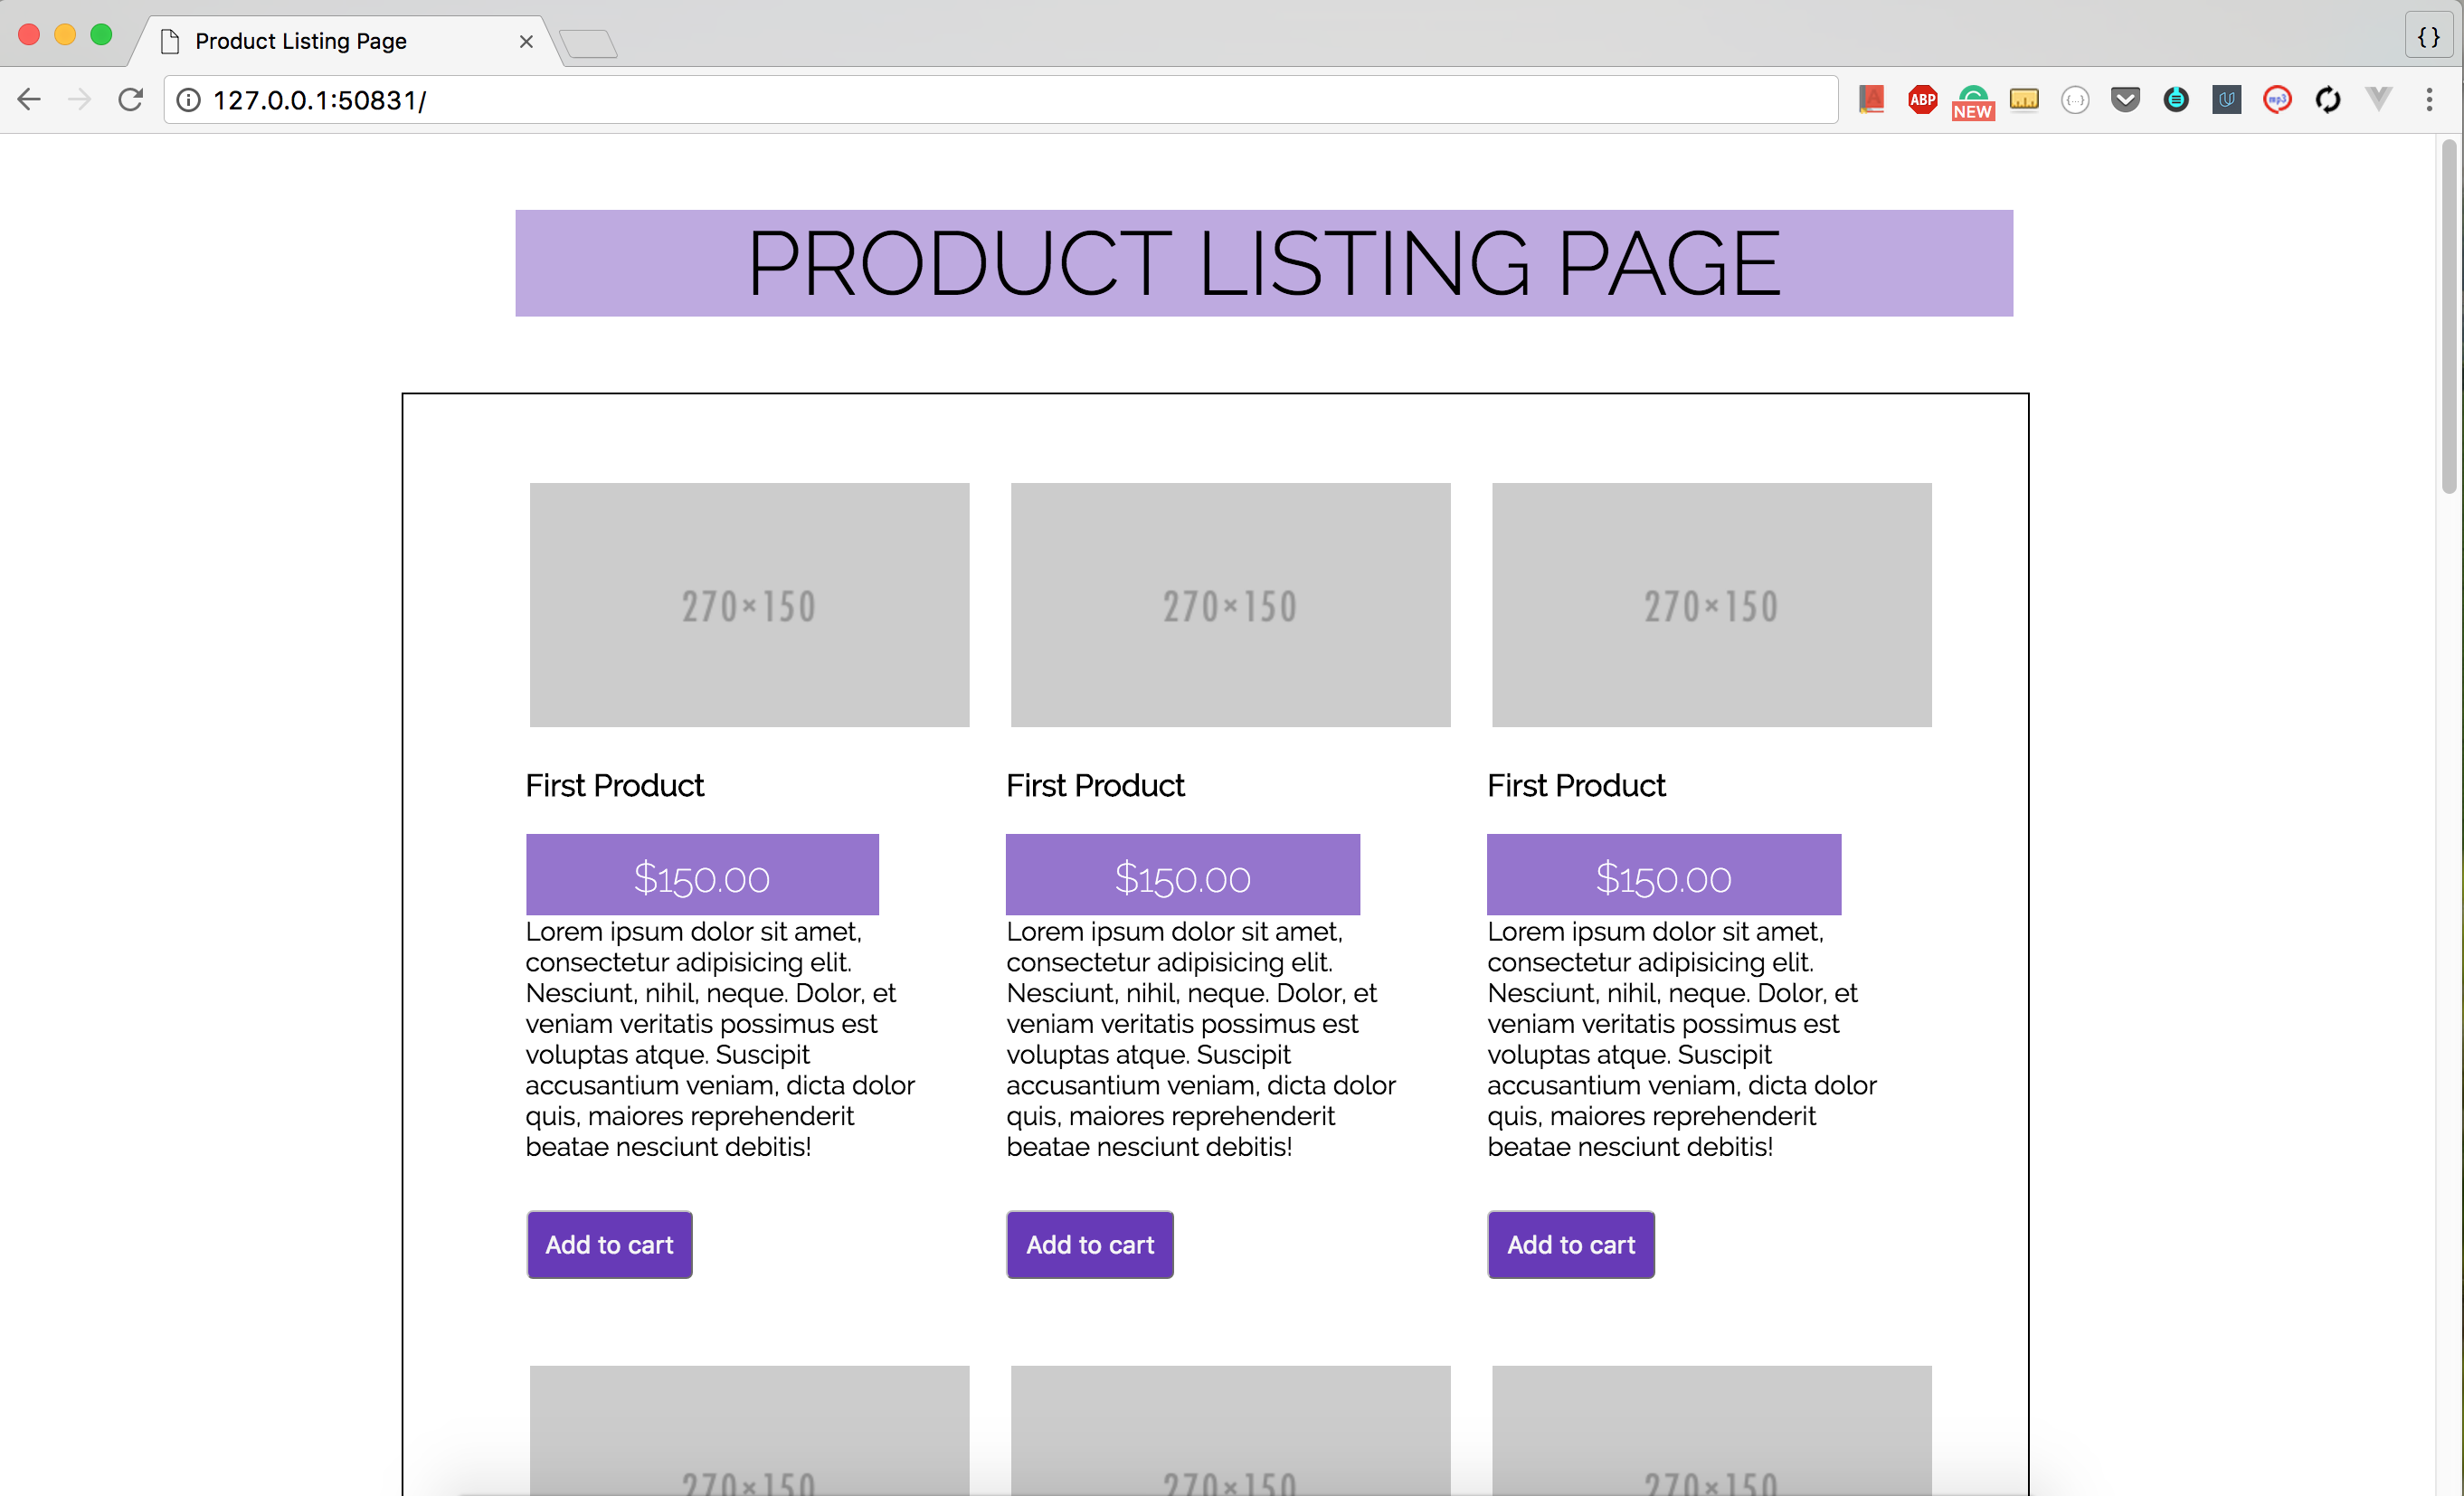 Product Listing Page
{ }
127.0.0.1:50831/
A
ABP
NEW
{...}
U
mp3
PRODUCT LISTING PAGE
270×150 270×150 270×150
First Product First Product First Product
$150.00 $150.00 $150.00
Lorem ipsum dolor sit amet,
consectetur adipisicing elit.
Nesciunt, nihil, neque. Dolor, et
veniam veritatis possimus est
voluptas atque. Suscipit
accusantium veniam, dicta dolor
quis, maiores reprehenderit
beatae nesciunt debitis!
Lorem ipsum dolor sit amet,
consectetur adipisicing elit.
Nesciunt, nihil, neque. Dolor, et
veniam veritatis possimus est
voluptas atque. Suscipit
accusantium veniam, dicta dolor
quis, maiores reprehenderit
beatae nesciunt debitis!
Lorem ipsum dolor sit amet,
consectetur adipisicing elit.
Nesciunt, nihil, neque. Dolor, et
veniam veritatis possimus est
voluptas atque. Suscipit
accusantium veniam, dicta dolor
quis, maiores reprehenderit
beatae nesciunt debitis!
Add to cart Add to cart Add to cart
270×150 270×150 270×150